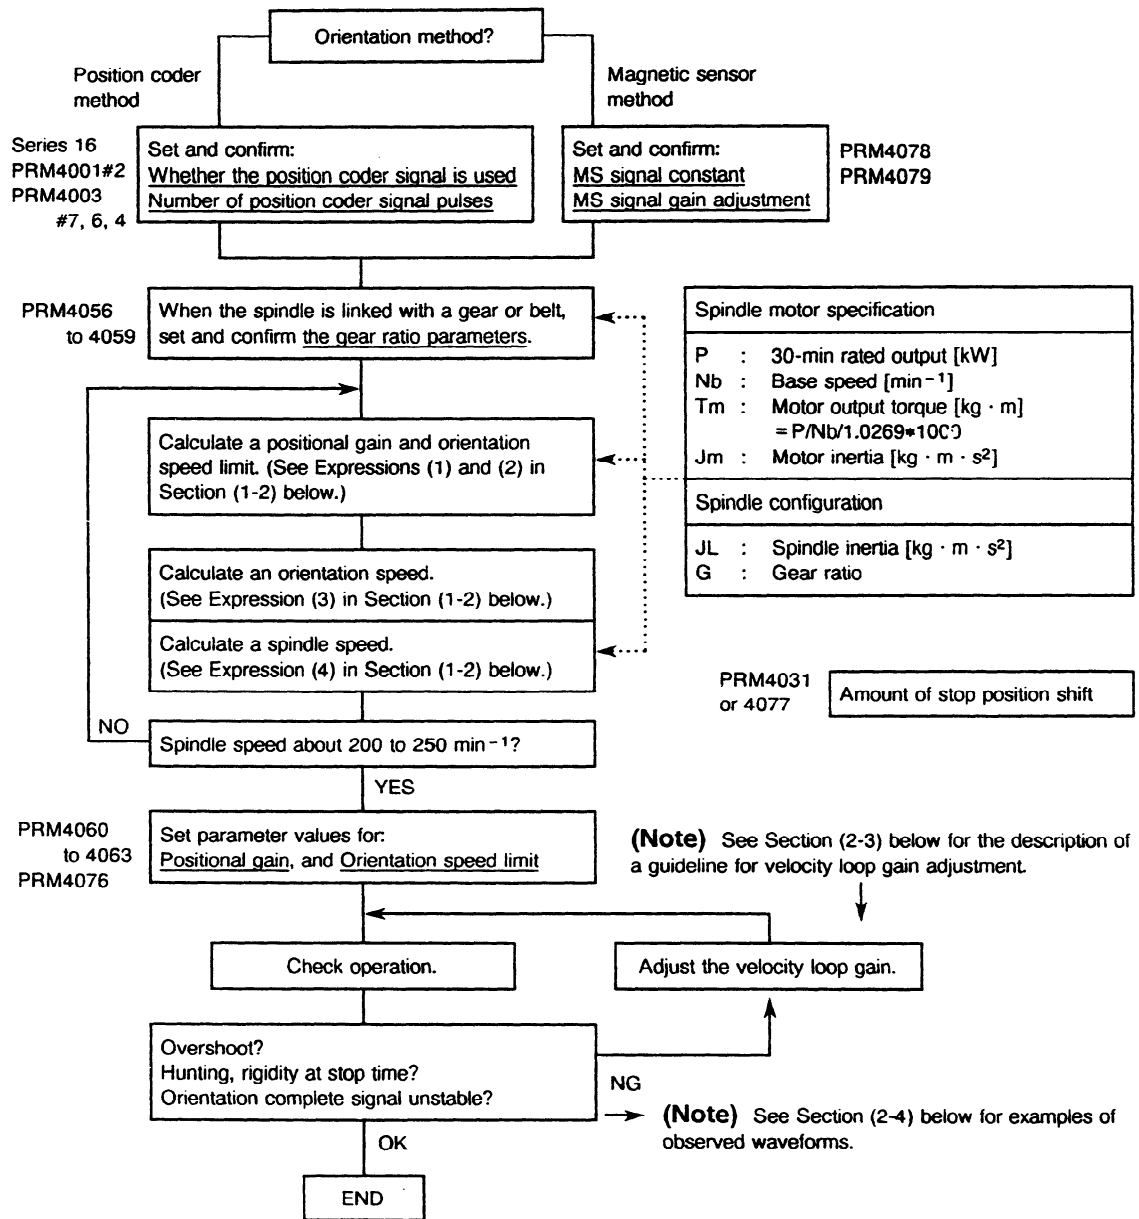 Orientation method?
Position coder
method
Magnetic sensor
method
Series 16
PRM4001#2
PRM4003
#7, 6, 4
Set and confirm:
Whether the position coder signal is used
Number of position coder signal pulses
Set and confirm:
MS signal constant
MS signal gain adjustment
PRM4078
PRM4079
PRM4056
to 4059
When the spindle is linked with a gear or belt,
set and confirm the gear ratio parameters.
Spindle motor specification
P : 30-min rated output [kW]
Nb : Base speed [min⁻¹]
Tm : Motor output torque [kg · m]
=P/Nb/1.0269*1000
Jm : Motor inertia [kg · m · s²]
Spindle configuration
JL : Spindle inertia [kg · m · s²]
G : Gear ratio
Calculate a positional gain and orientation
speed limit. (See Expressions (1) and (2) in
Section (1-2) below.)
Calculate an orientation speed.
(See Expression (3) in Section (1-2) below.)
Calculate a spindle speed.
(See Expression (4) in Section (1-2) below.)
PRM4031
or 4077
Amount of stop position shift
NO
Spindle speed about 200 to 250 min⁻¹?
YES
PRM4060
to 4063
PRM4076
Set parameter values for:
Positional gain, and Orientation speed limit
(Note) See Section (2-3) below for the description of
a guideline for velocity loop gain adjustment.
Check operation.
Adjust the velocity loop gain.
Overshoot?
Hunting, rigidity at stop time?
Orientation complete signal unstable?
NG
(Note) See Section (2-4) below for examples of
observed waveforms.
OK
END